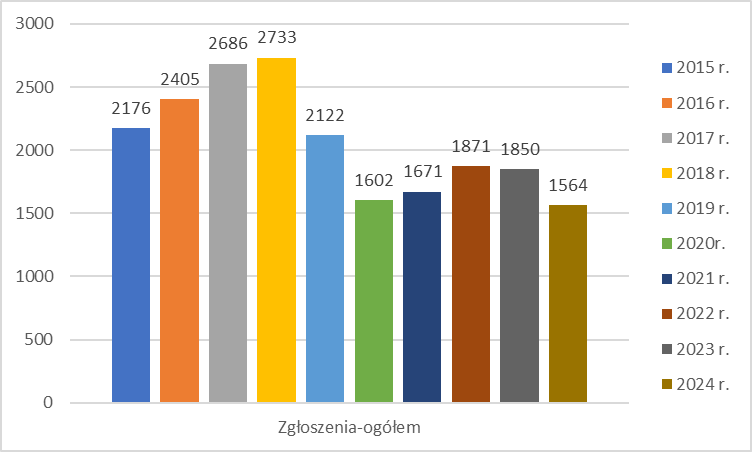 3000
2500
2000
1500
1000
500
0
2176
2405
2686
2733
2122
1602
1671
1871
1850
1564
Zgłoszenia-ogółem
2015 r.
2016 r.
2017 r.
2018 r.
2019 r.
2020r.
2021 r.
2022 r.
2023 r.
2024 r.